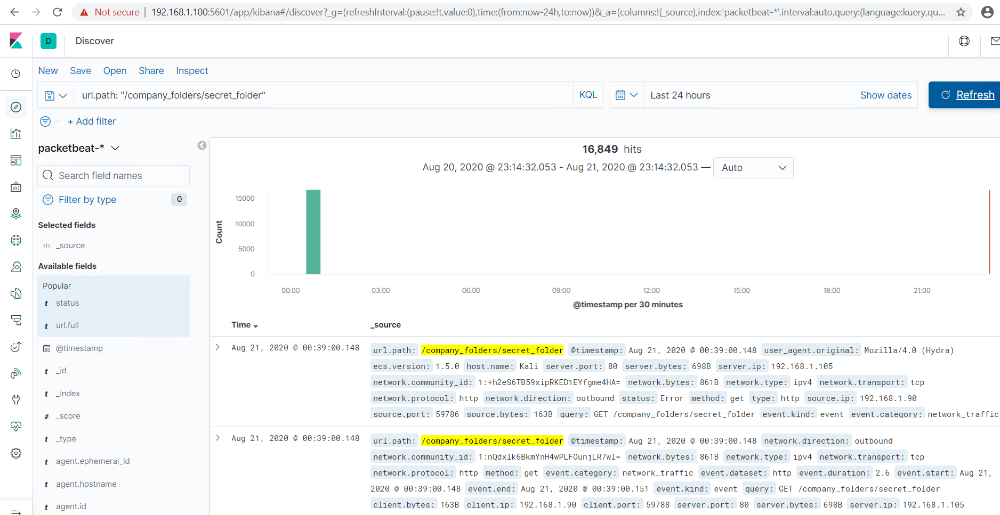 Not secure | 192.168.1.100:5601/app/kibana#/discover?_g=(refreshInterval:(pause:!t,value:0),time:(from:now-24h,to:now))&_a=(columns:!(_source),index:'packetbeat-*',interval:auto,query:(language:kuery,qu...
D Discover
New Save Open Share Inspect
url.path: "/company_folders/secret_folder" KQL Last 24 hours Show dates Refresh
+ Add filter
packetbeat-*
Search field names
Filter by type 0
Selected fields
</> _source
Available fields
Popular
t status
t url.full
@timestamp
t _id
t _index
# _score
t _type
t agent.ephemeral_id
t agent.hostname
t agent.id
16,849 hits
Aug 20, 2020 @ 23:14:32.053 - Aug 21, 2020 @ 23:14:32.053 — Auto
Count
15000
10000
5000
0
00:00 03:00 06:00 09:00 12:00 15:00 18:00 21:00
@timestamp per 30 minutes
Time _source
Aug 21, 2020 @ 00:39:00.148 url.path: /company_folders/secret_folder @timestamp: Aug 21, 2020 @ 00:39:00.148 user_agent.original: Mozilla/4.0 (Hydra)
ecs.version: 1.5.0 host.name: Kali server.port: 80 server.bytes: 698B server.ip: 192.168.1.105
network.community_id: 1:+h2eS6TB59xipRKED1EYfgme4HA= network.bytes: 861B network.type: ipv4 network.transport: tcp
network.protocol: http network.direction: outbound status: Error method: get type: http source.ip: 192.168.1.90
source.port: 59786 source.bytes: 163B query: GET /company_folders/secret_folder event.kind: event event.category: network_traffic
Aug 21, 2020 @ 00:39:00.148 url.path: /company_folders/secret_folder @timestamp: Aug 21, 2020 @ 00:39:00.148 network.direction: outbound
network.community_id: 1:nQdxlk6BkmYnH4wPLFOunjLR7wI= network.bytes: 861B network.type: ipv4 network.transport: tcp
network.protocol: http method: get event.category: network_traffic event.dataset: http event.duration: 2.6 event.start: Aug 21,
2020 @ 00:39:00.148 event.end: Aug 21, 2020 @ 00:39:00.151 event.kind: event query: GET /company_folders/secret_folder
client.bytes: 163B client.ip: 192.168.1.90 client.port: 59788 server.port: 80 server.bytes: 698B server.ip: 192.168.1.105